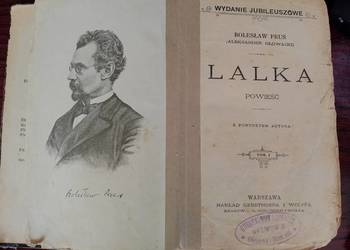 Bolesław Prus
WYDANIE JUBILEUSZOWE
BOLESŁAW PRUS
(ALEKSANDER GŁOWACKI)
LALKA
POWIEŚĆ
Z PORTRETEM AUTORA
TOM I
WARSZAWA
NAKŁAD GEBETHNERA I WOLFFA